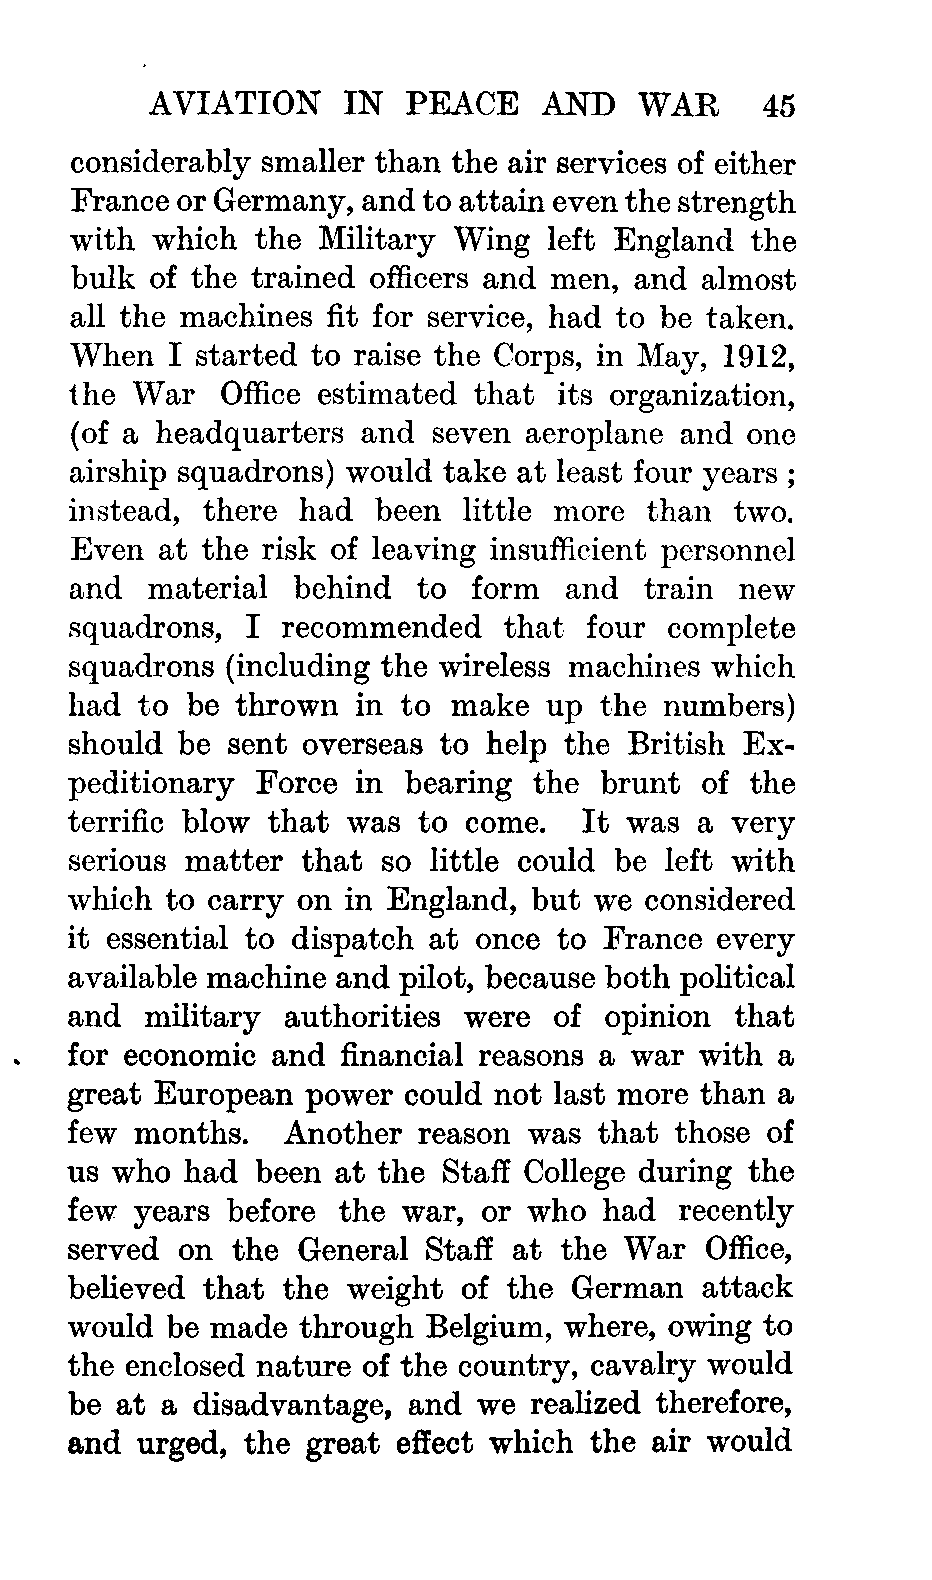 AVIATION IN PEACE AND WAR 45
considerably smaller than the air services of either
France or Germany, and to attain even the strength
with which the Military Wing left England the
bulk of the trained officers and men, and almost
all the machines fit for service, had to be taken.
When I started to raise the Corps, in May, 1912,
the War Office estimated that its organization,
(of a headquarters and seven aeroplane and one
airship squadrons) would take at least four years ;
instead, there had been little more than two.
Even at the risk of leaving insufficient personnel
and material behind to form and train new
squadrons, I recommended that four complete
squadrons (including the wireless machines which
had to be thrown in to make up the numbers)
should be sent overseas to help the British Ex-
peditionary Force in bearing the brunt of the
terrific blow that was to come. It was a very
serious matter that so little could be left with
which to carry on in England, but we considered
it essential to dispatch at once to France every
available machine and pilot, because both political
and military authorities were of opinion that
for economic and financial reasons a war with a
great European power could not last more than a
few months. Another reason was that those of
us who had been at the Staff College during the
few years before the war, or who had recently
served on the General Staff at the War Office,
believed that the weight of the German attack
would be made through Belgium, where, owing to
the enclosed nature of the country, cavalry would
be at a disadvantage, and we realized therefore,
and urged, the great effect which the air would